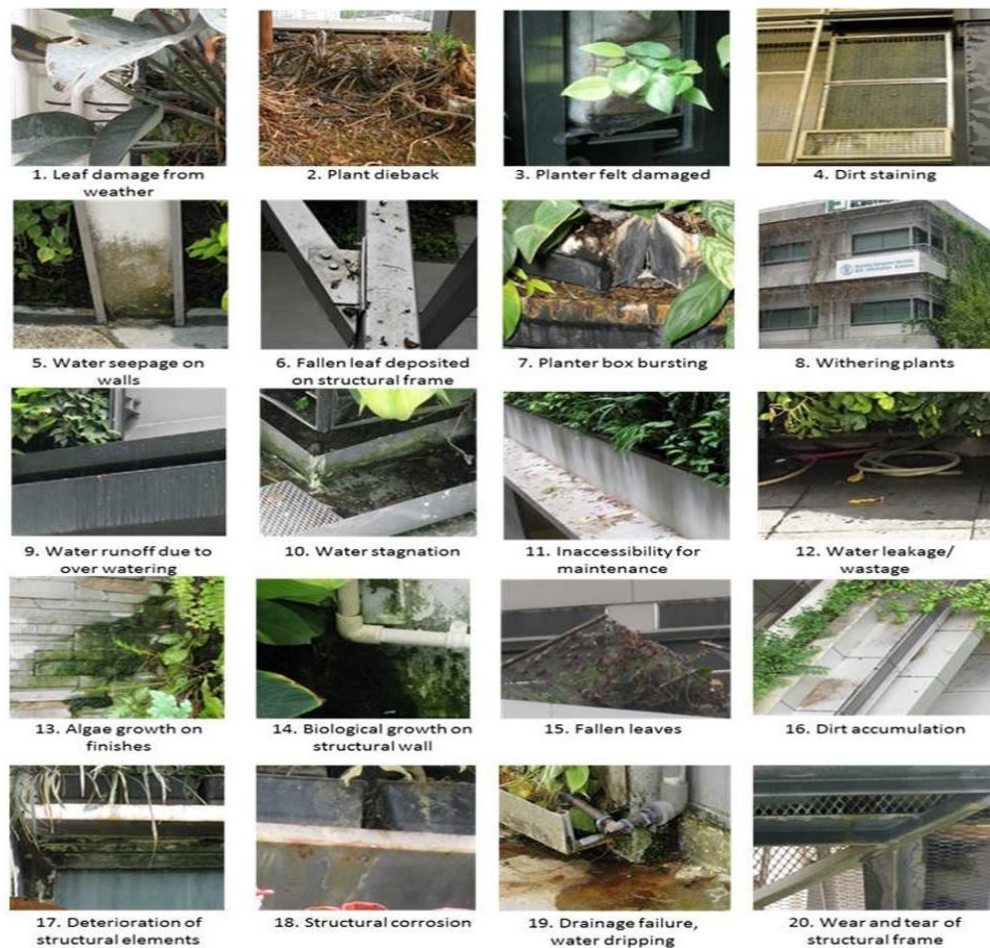 1. Leaf damage from
weather
2. Plant dieback
3. Planter felt damaged
4. Dirt staining
5. Water seepage on
walls
6. Fallen leaf deposited
on structural frame
7. Planter box bursting
8. Withering plants
9. Water runoff due to
over watering
10. Water stagnation
11. Inaccessibility for
maintenance
12. Water leakage/
wastage
13. Algae growth on
finishes
14. Biological growth on
structural wall
15. Fallen leaves
16. Dirt accumulation
17. Deterioration of
structural elements
18. Structural corrosion
19. Drainage failure,
water dripping
20. Wear and tear of
structural frame